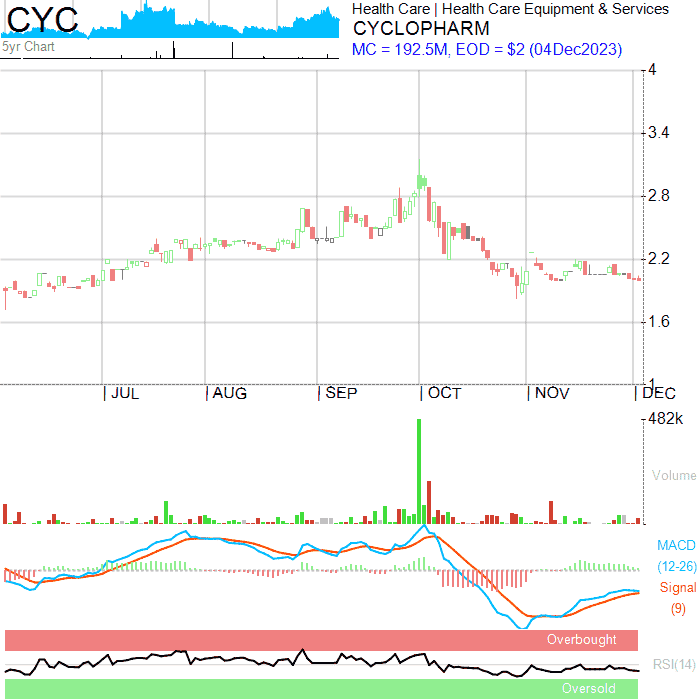 CYC
Health Care | Health Care Equipment & Services
CYCLOPHARM
5yr Chart
MC = 192.5M, EOD = $2 (04Dec2023)
4
3.4
2.8
2.2
1.6
1
| JUL | AUG | SEP | OCT | NOV | DEC
482k
Volume
MACD
(12-26)
Signal
(9)
Overbought
RSI(14)
Oversold